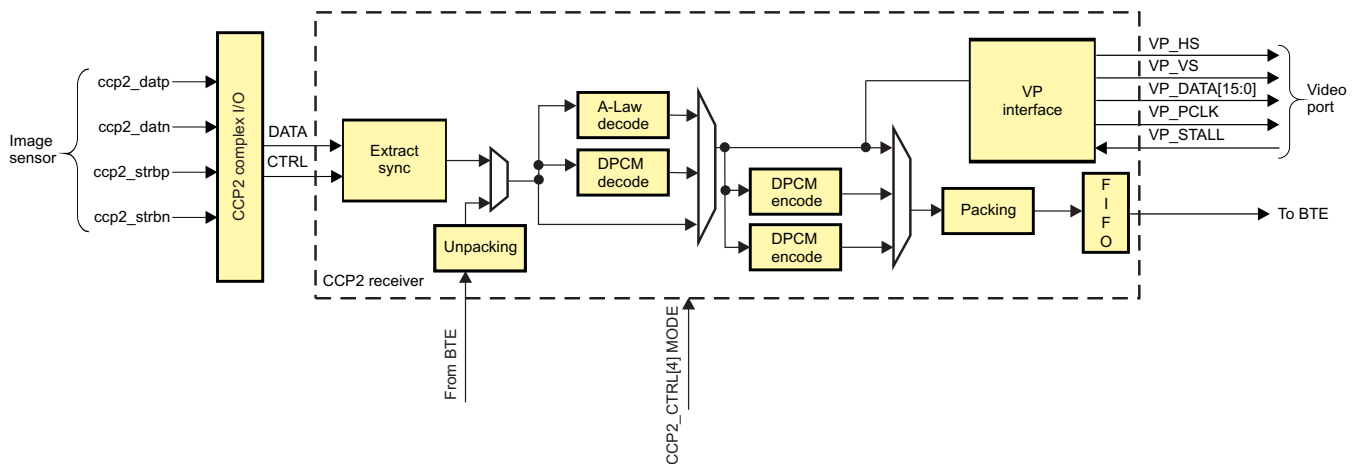 Image
sensor
ccp2_datp
ccp2_datn
ccp2_strbp
ccp2_strbn
CCP2 complex I/O
DATA
CTRL
Extract
sync
Unpacking
CCP2 receiver
From BTE
A-Law
decode
DPCM
decode
DPCM
encode
DPCM
encode
CCP2_CTRL[4] MODE
Packing
FIFO
To BTE
VP
interface
VP_HS
VP_VS
VP_DATA[15:0]
VP_PCLK
VP_STALL
Video
port